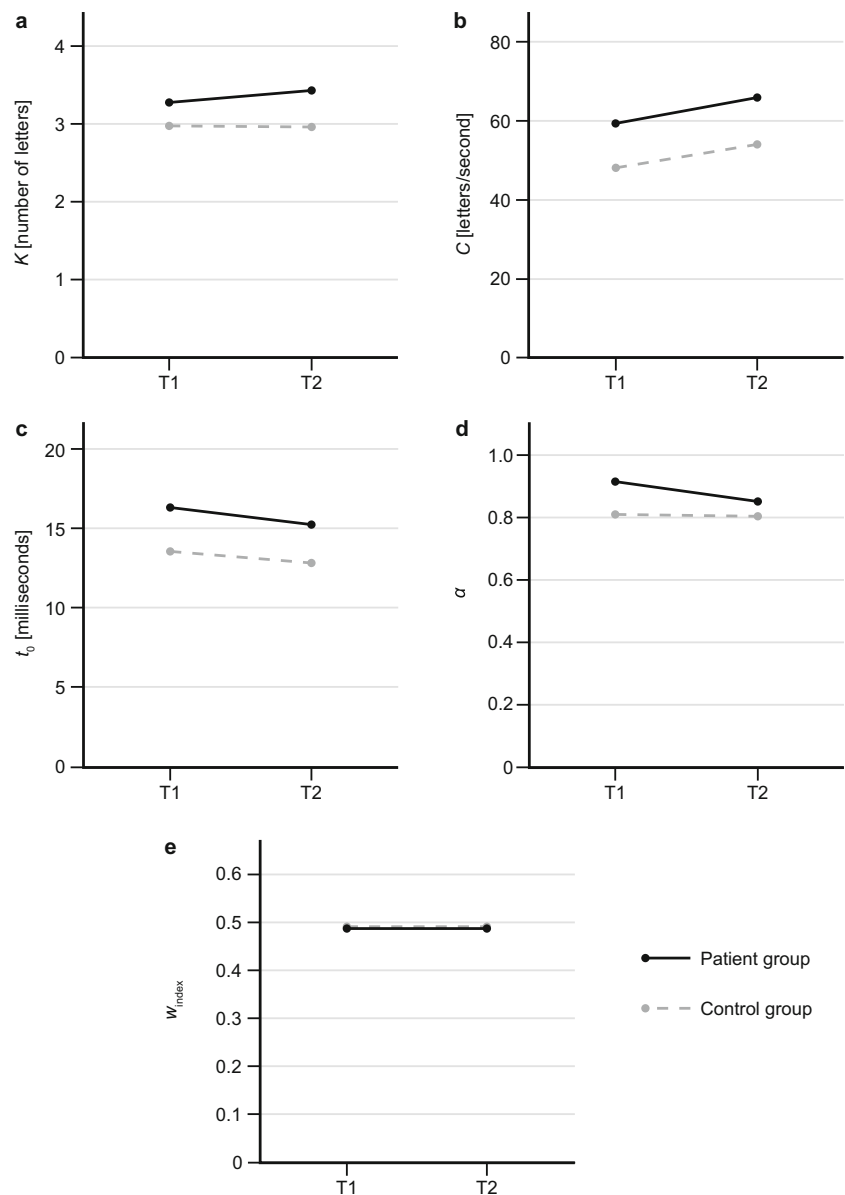 a
4
3
2
1
0
K [number of letters]
T1 T2
b
80
60
40
20
0
C [letters/second]
T1 T2
c
20
15
10
5
0
t0 [milliseconds]
T1 T2
d
1.0
0.8
0.6
0.4
0.2
0
α
T1 T2
e
0.6
0.5
0.4
0.3
0.2
0.1
0
windex
T1 T2
Patient group
Control group